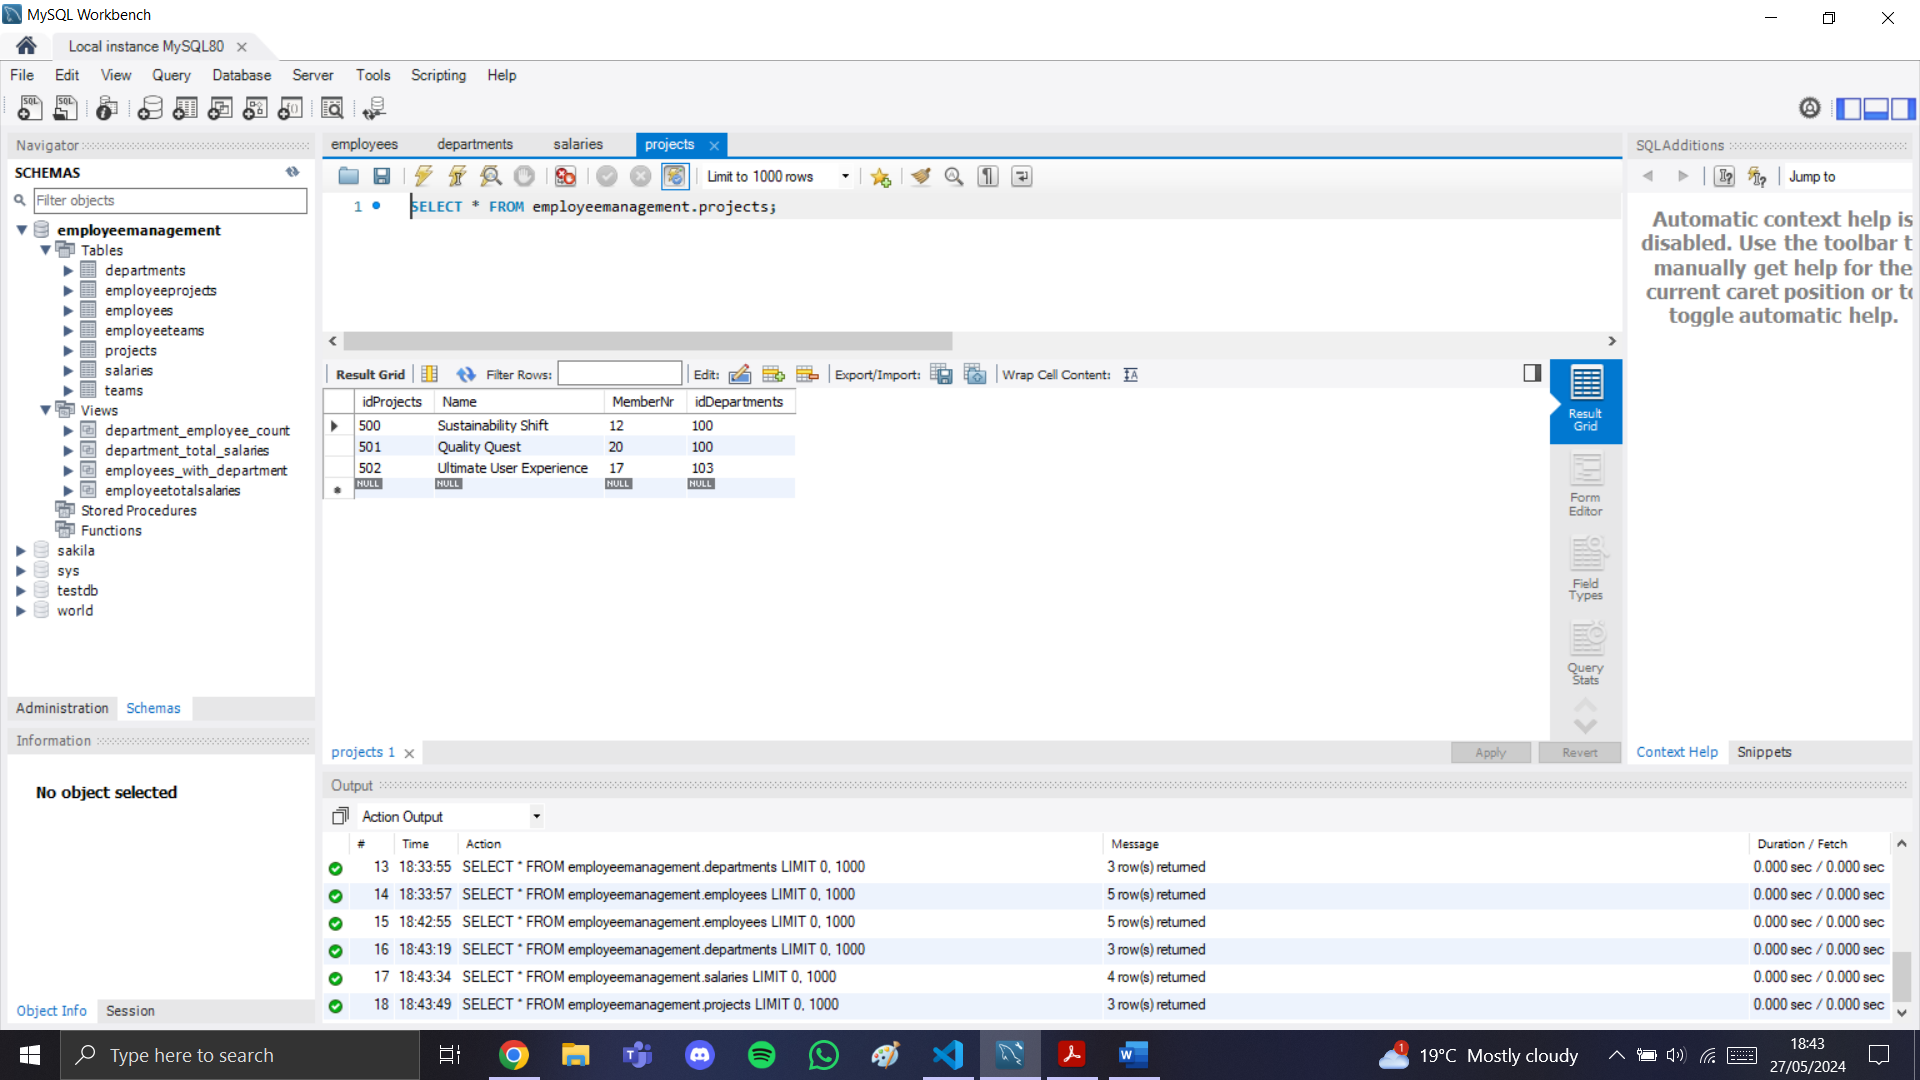 MySQL Workbench
Local instance MySQL80
File Edit View Query Database Server Tools Scripting Help
Navigator
SCHEMAS
Filter objects
employeemanagement
Tables
departments
employeeprojects
employees
employeeteams
projects
salaries
teams
Views
department_employee_count
department_total_salaries
employees_with_department
employeetotalsalaries
Stored Procedures
Functions
sakila
sys
testdb
world
Administration Schemas
Information
No object selected
Object Info Session
employees departments salaries projects
Limit to 1000 rows
1 SELECT * FROM employeemanagement.projects;
Result Grid Filter Rows: Edit: Export/Import: Wrap Cell Content:
idProjects Name MemberNr idDepartments
500 Sustainability Shift 12 100
501 Quality Quest 20 100
502 Ultimate User Experience 17 103
NULL NULL NULL NULL
Result
Grid
Form
Editor
Field
Types
Query
Stats
projects 1
Apply Revert
SQLAdditions
Jump to
Automatic context help is
disabled. Use the toolbar t
manually get help for the
current caret position or to
toggle automatic help.
Context Help Snippets
Output
Action Output
# Time Action Message Duration / Fetch
13 18:33:55 SELECT * FROM employeemanagement.departments LIMIT 0, 1000 3 row(s) returned 0.000 sec / 0.000 sec
14 18:33:57 SELECT * FROM employeemanagement.employees LIMIT 0, 1000 5 row(s) returned 0.000 sec / 0.000 sec
15 18:42:55 SELECT * FROM employeemanagement.employees LIMIT 0, 1000 5 row(s) returned 0.000 sec / 0.000 sec
16 18:43:19 SELECT * FROM employeemanagement.departments LIMIT 0, 1000 3 row(s) returned 0.000 sec / 0.000 sec
17 18:43:34 SELECT * FROM employeemanagement.salaries LIMIT 0, 1000 4 row(s) returned 0.000 sec / 0.000 sec
18 18:43:49 SELECT * FROM employeemanagement.projects LIMIT 0, 1000 3 row(s) returned 0.000 sec / 0.000 sec
Type here to search
1
19°C Mostly cloudy
18:43
27/05/2024